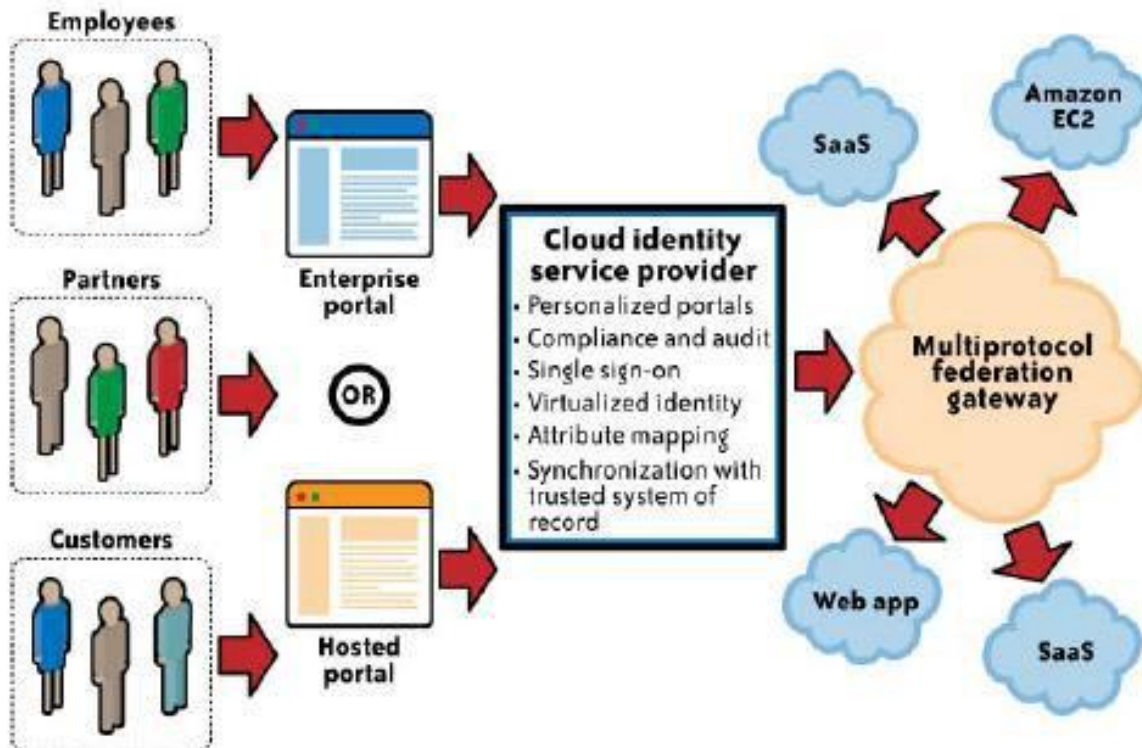 Employees
Partners
Customers
Enterprise
portal
OR
Hosted
portal
Cloud identity
service provider
• Personalized portals
• Compliance and audit
• Single sign-on
• Virtualized identity
• Attribute mapping
• Synchronization with
trusted system of
record
Multiprotocol
federation
gateway
SaaS
Amazon
EC2
Web app
SaaS